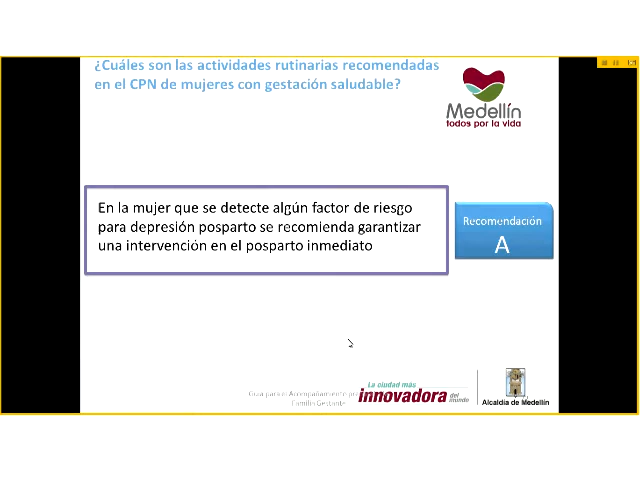 ¿Cuáles son las actividades rutinarias recomendadas
en el CPN de mujeres con gestación saludable?
Medellín
todos por la vida
En la mujer que se detecte algún factor de riesgo
para depresión posparto se recomienda garantizar
una intervención en el posparto inmediato
Recomendación
A
La ciudad más
innovadora del
mundo
Guia para el Acompañamiento
Familia Gestante
Alcaldía de Medellín